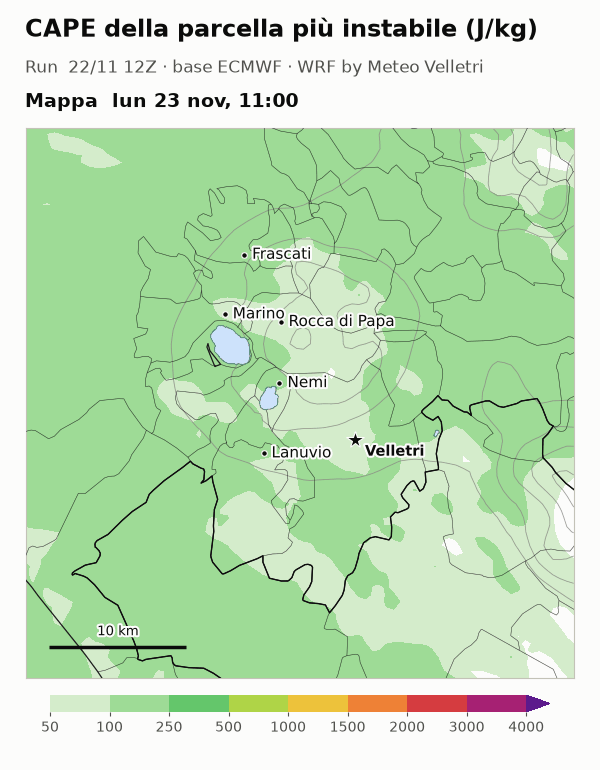 CAPE della parcella più instabile (J/kg)
Run  22/11 12Z · base ECMWF · WRF by Meteo Velletri
Mappa  lun 23 nov, 11:00
Frascati
Marino
Rocca di Papa
Nemi
Velletri
Lanuvio
10 km
50 100 250 500 1000 1500 2000 3000 4000